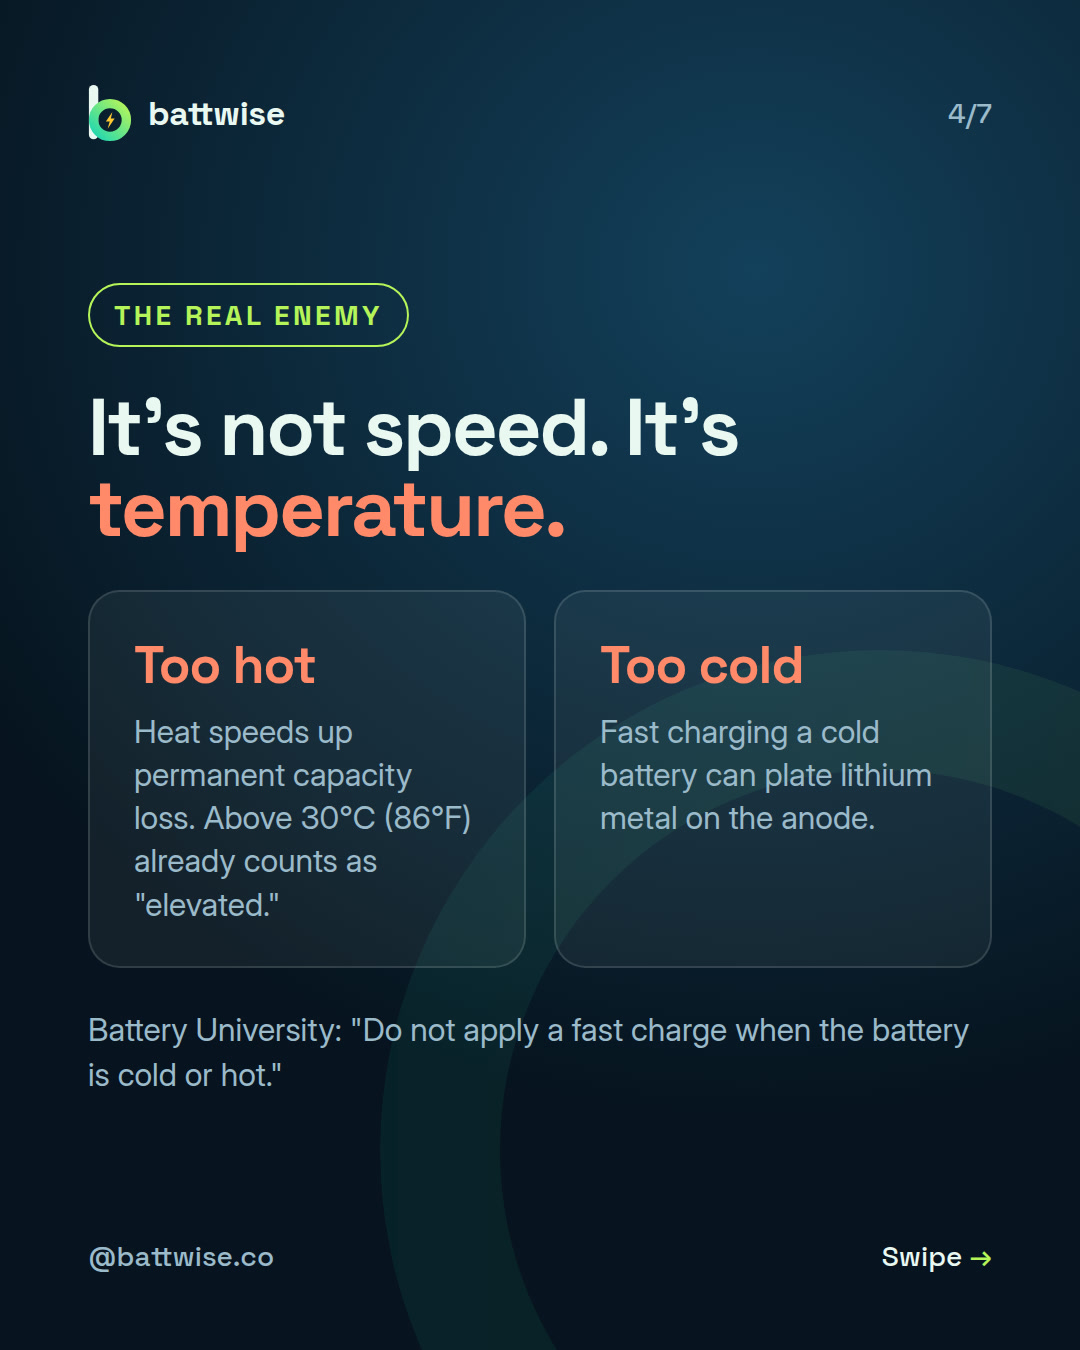 battwise
4/7
THE REAL ENEMY
It’s not speed. It’s
temperature.
Too hot
Heat speeds up
permanent capacity
loss. Above 30°C (86°F)
already counts as
"elevated."
Too cold
Fast charging a cold
battery can plate lithium
metal on the anode.
Battery University: "Do not apply a fast charge when the battery
is cold or hot."
@battwise.co
Swipe →